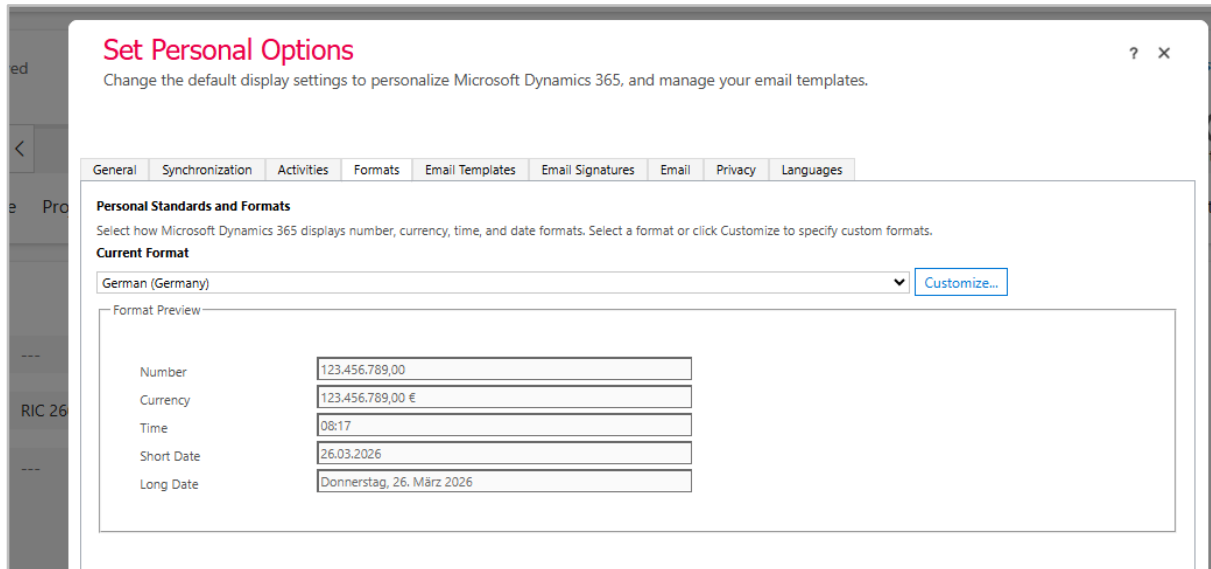 Set Personal Options
? ×
Change the default display settings to personalize Microsoft Dynamics 365, and manage your email templates.
General Synchronization Activities Formats Email Templates Email Signatures Email Privacy Languages
Personal Standards and Formats
Select how Microsoft Dynamics 365 displays number, currency, time, and date formats. Select a format or click Customize to specify custom formats.
Current Format
German (Germany)
Customize...
Format Preview
Number 123.456.789,00
Currency 123.456.789,00 €
Time 08:17
Short Date 26.03.2026
Long Date Donnerstag, 26. März 2026
ed
Pro
---
RIC 26
---